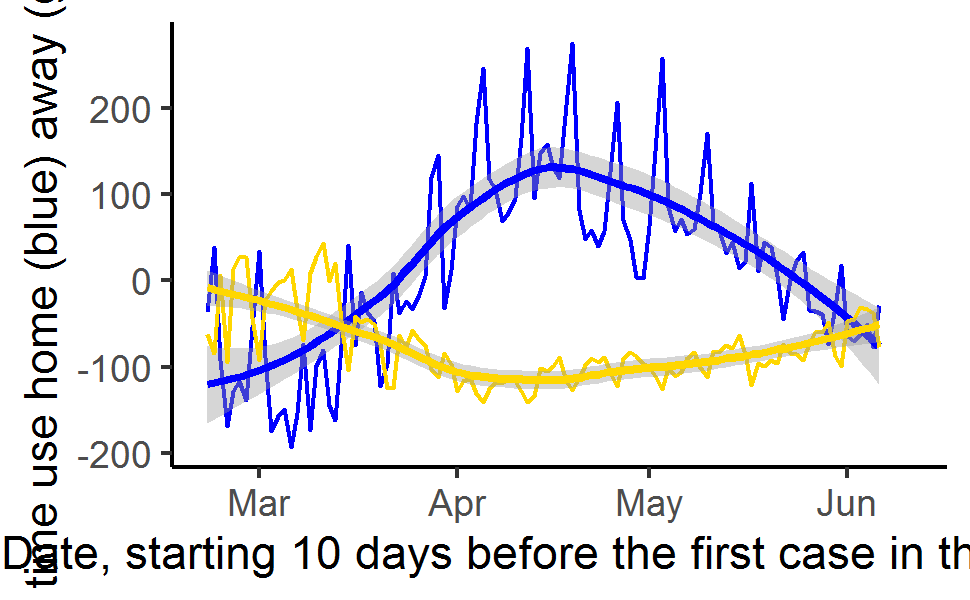 time use home (blue) away (
200
100
0
-100
-200
Mar Apr May Jun
Date, starting 10 days before the first case in th